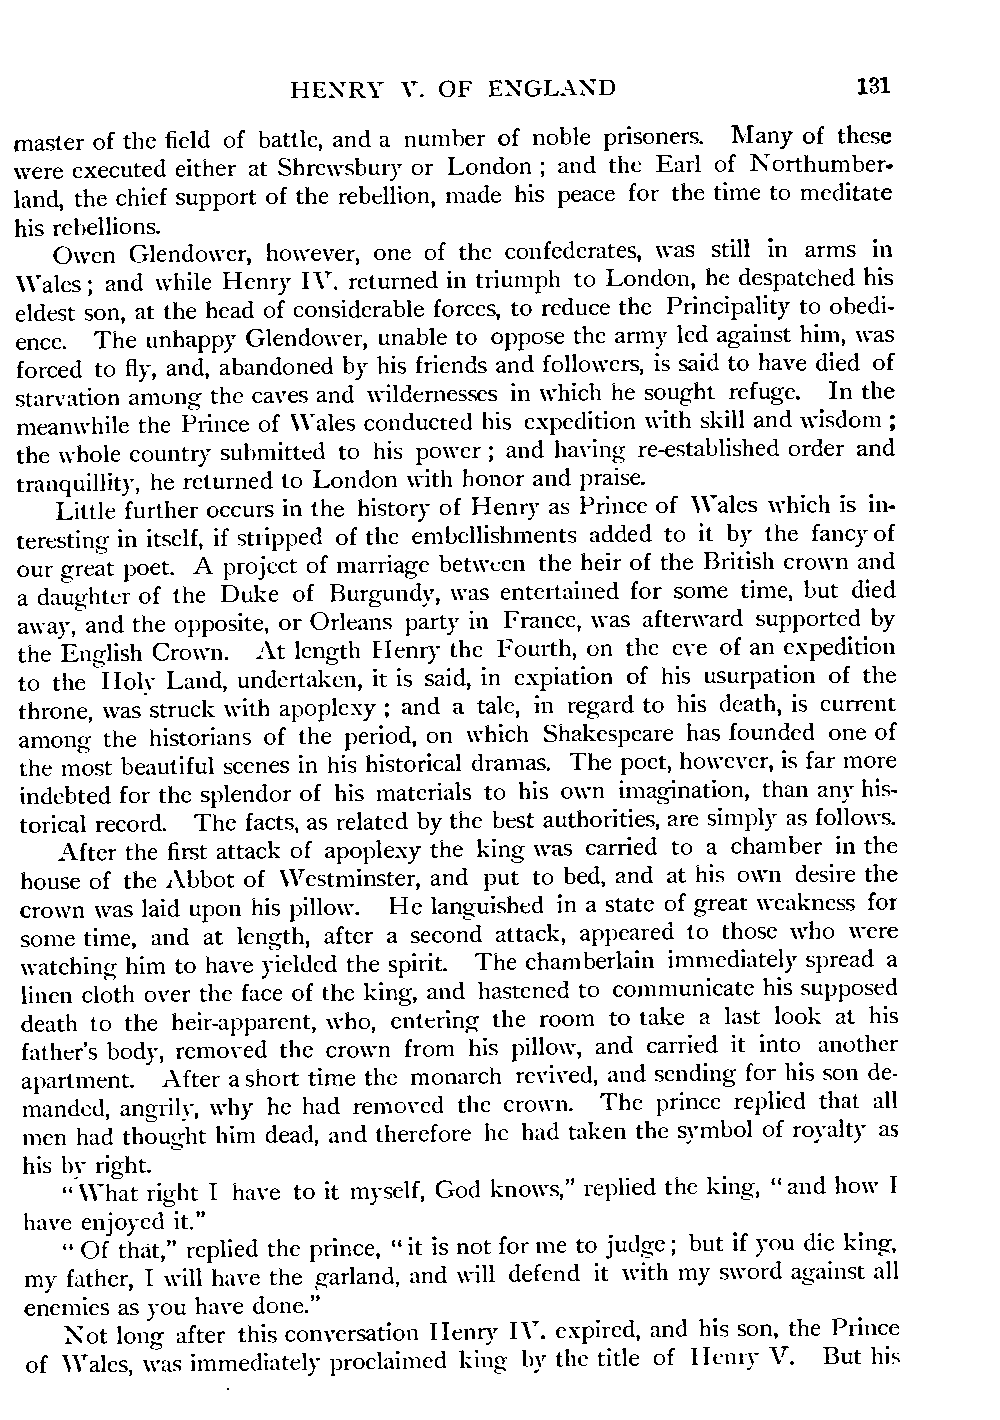 HENRY V. OF ENGLAND 131
master of the field of battle, and a number of noble prisoners. Many of these
were executed either at Shrewsbury or London ; and the Earl of Northumber-
land, the chief support of the rebellion, made his peace for the time to meditate
his rebellions.
Owen Glendower, however, one of the confederates, was still in arms in
Wales ; and while Henry IV. returned in triumph to London, he despatched his
eldest son, at the head of considerable forces, to reduce the Principality to obedi-
ence. The unhappy Glendower, unable to oppose the army led against him, was
forced to fly, and, abandoned by his friends and followers, is said to have died of
starvation among the caves and wildernesses in which he sought refuge. In the
meanwhile the Prince of Wales conducted his expedition with skill and wisdom ;
the whole country submitted to his power ; and having re-established order and
tranquillity, he returned to London with honor and praise.
Little further occurs in the history of Henry as Prince of Wales which is in-
teresting in itself, if stripped of the embellishments added to it by the fancy of
our great poet. A project of marriage between the heir of the British crown and
a daughter of the Duke of Burgundy, was entertained for some time, but died
away, and the opposite, or Orleans party in France, was afterward supported by
the English Crown. At length Henry the Fourth, on the eve of an expedition
to the Holy Land, undertaken, it is said, in expiation of his usurpation of the
throne, was struck with apoplexy ; and a tale, in regard to his death, is current
among the historians of the period, on which Shakespeare has founded one of
the most beautiful scenes in his historical dramas. The poet, however, is far more
indebted for the splendor of his materials to his own imagination, than any his-
torical record. The facts, as related by the best authorities, are simply as follows.
After the first attack of apoplexy the king was carried to a chamber in the
house of the Abbot of Westminster, and put to bed, and at his own desire the
crown was laid upon his pillow. He languished in a state of great weakness for
some time, and at length, after a second attack, appeared to those who were
watching him to have yielded the spirit. The chamberlain immediately spread a
linen cloth over the face of the king, and hastened to communicate his supposed
death to the heir-apparent, who, entering the room to take a last look at his
father's body, removed the crown from his pillow, and carried it into another
apartment. After a short time the monarch revived, and sending for his son de-
manded, angrily, why he had removed the crown. The prince replied that all
men had thought him dead, and therefore he had taken the symbol of royalty as
his by right.
“ What right I have to it myself, God knows,” replied the king, “ and how I
have enjoyed it.”
“ Of that,” replied the prince, “ it is not for me to judge ; but if you die king,
my father, I will have the garland, and will defend it with my sword against all
enemies as you have done.”
Not long after this conversation Henry IV. expired, and his son, the Prince
of Wales, was immediately proclaimed king by the title of Henry V. But his